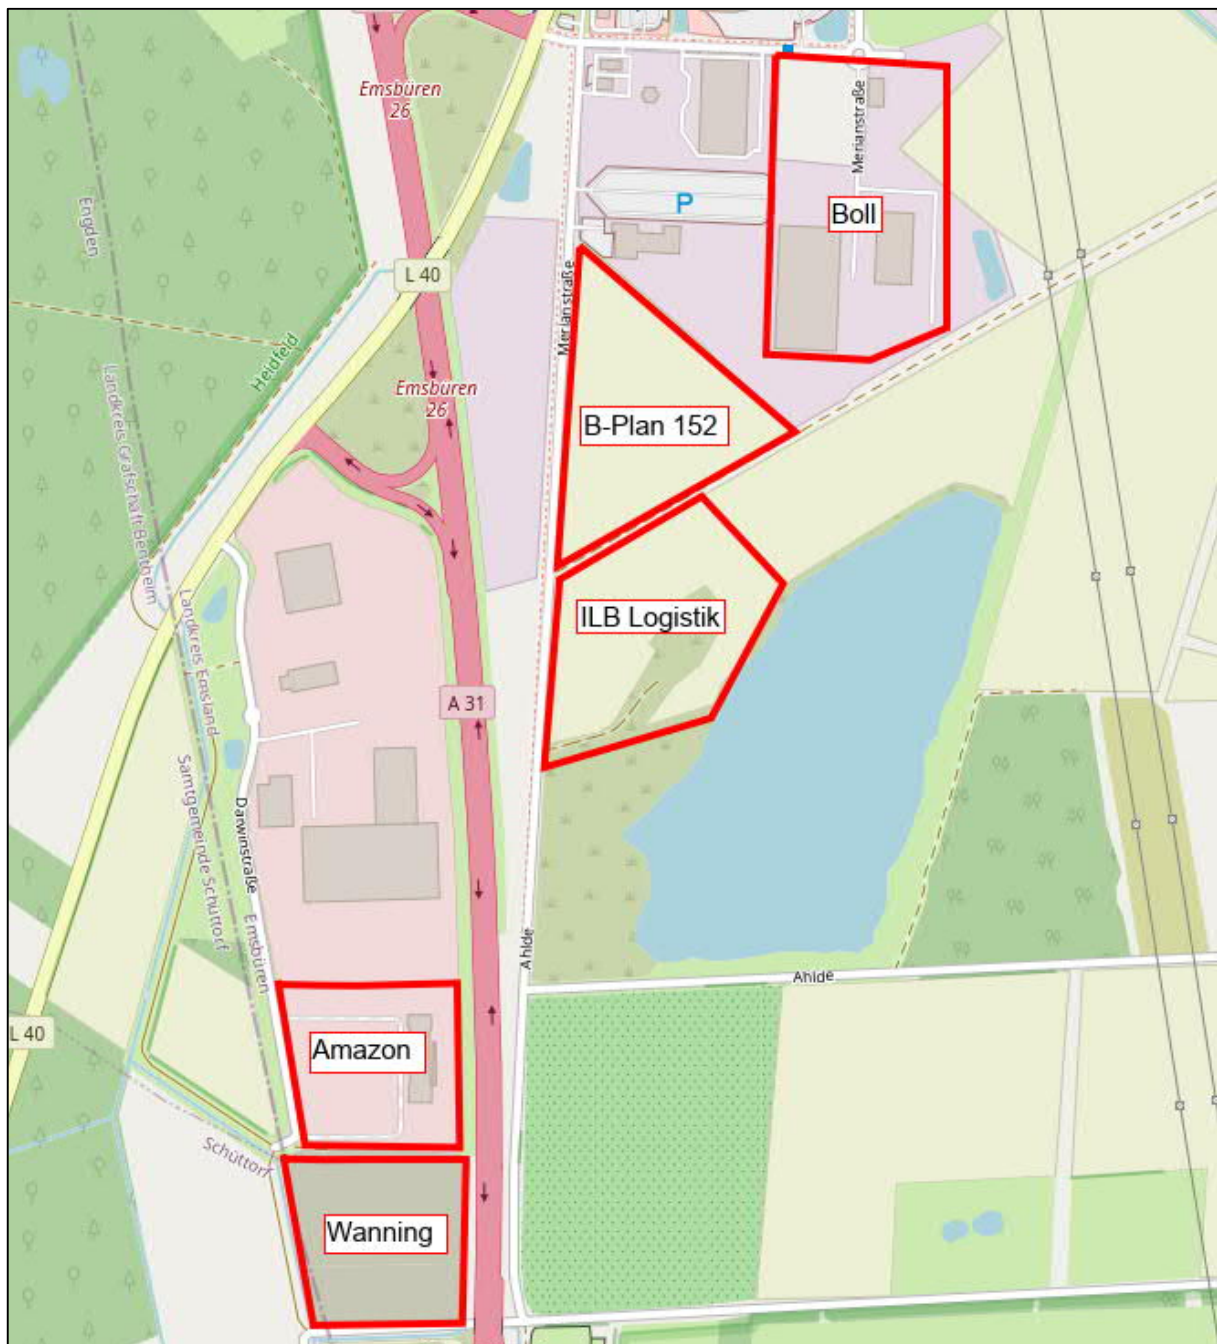 Emsbüren
26
Engden
L 40
Merianstraße
P
Boll
Merianstraße
Heidfeld
Landkreis Grafschaft Bentheim
Emsbüren
26
B-Plan 152
ILB Logistik
Landkreis Emsland
A 31
Samtgemeinde Schüttorf
Darwinstraße
Emsbüren
Ahlde
Ahlde
L 40
Amazon
Schüttorf
Wanning